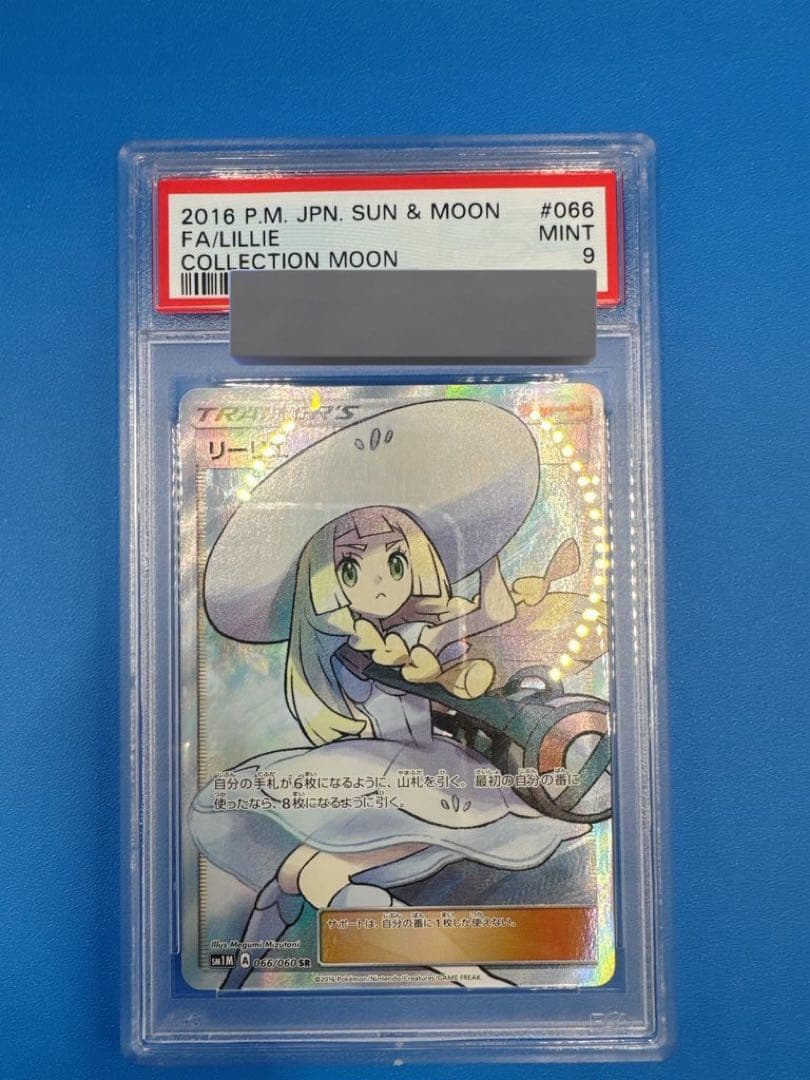 2016 P.M. JPN. SUN & MOON #066
FA/LILLIE MINT
COLLECTION MOON 9
TRAINER'S
リーリエ
自分の手札が6枚になるように、山札を引く。最初の自分の番に
使ったなら、8枚になるように引く。
サポートは、自分の番に1枚しか使えない。
Illus. Megumi Mizutani
SM1M A 066/060 SR
©2016 Pokémon/Nintendo/Creatures/GAME FREAK